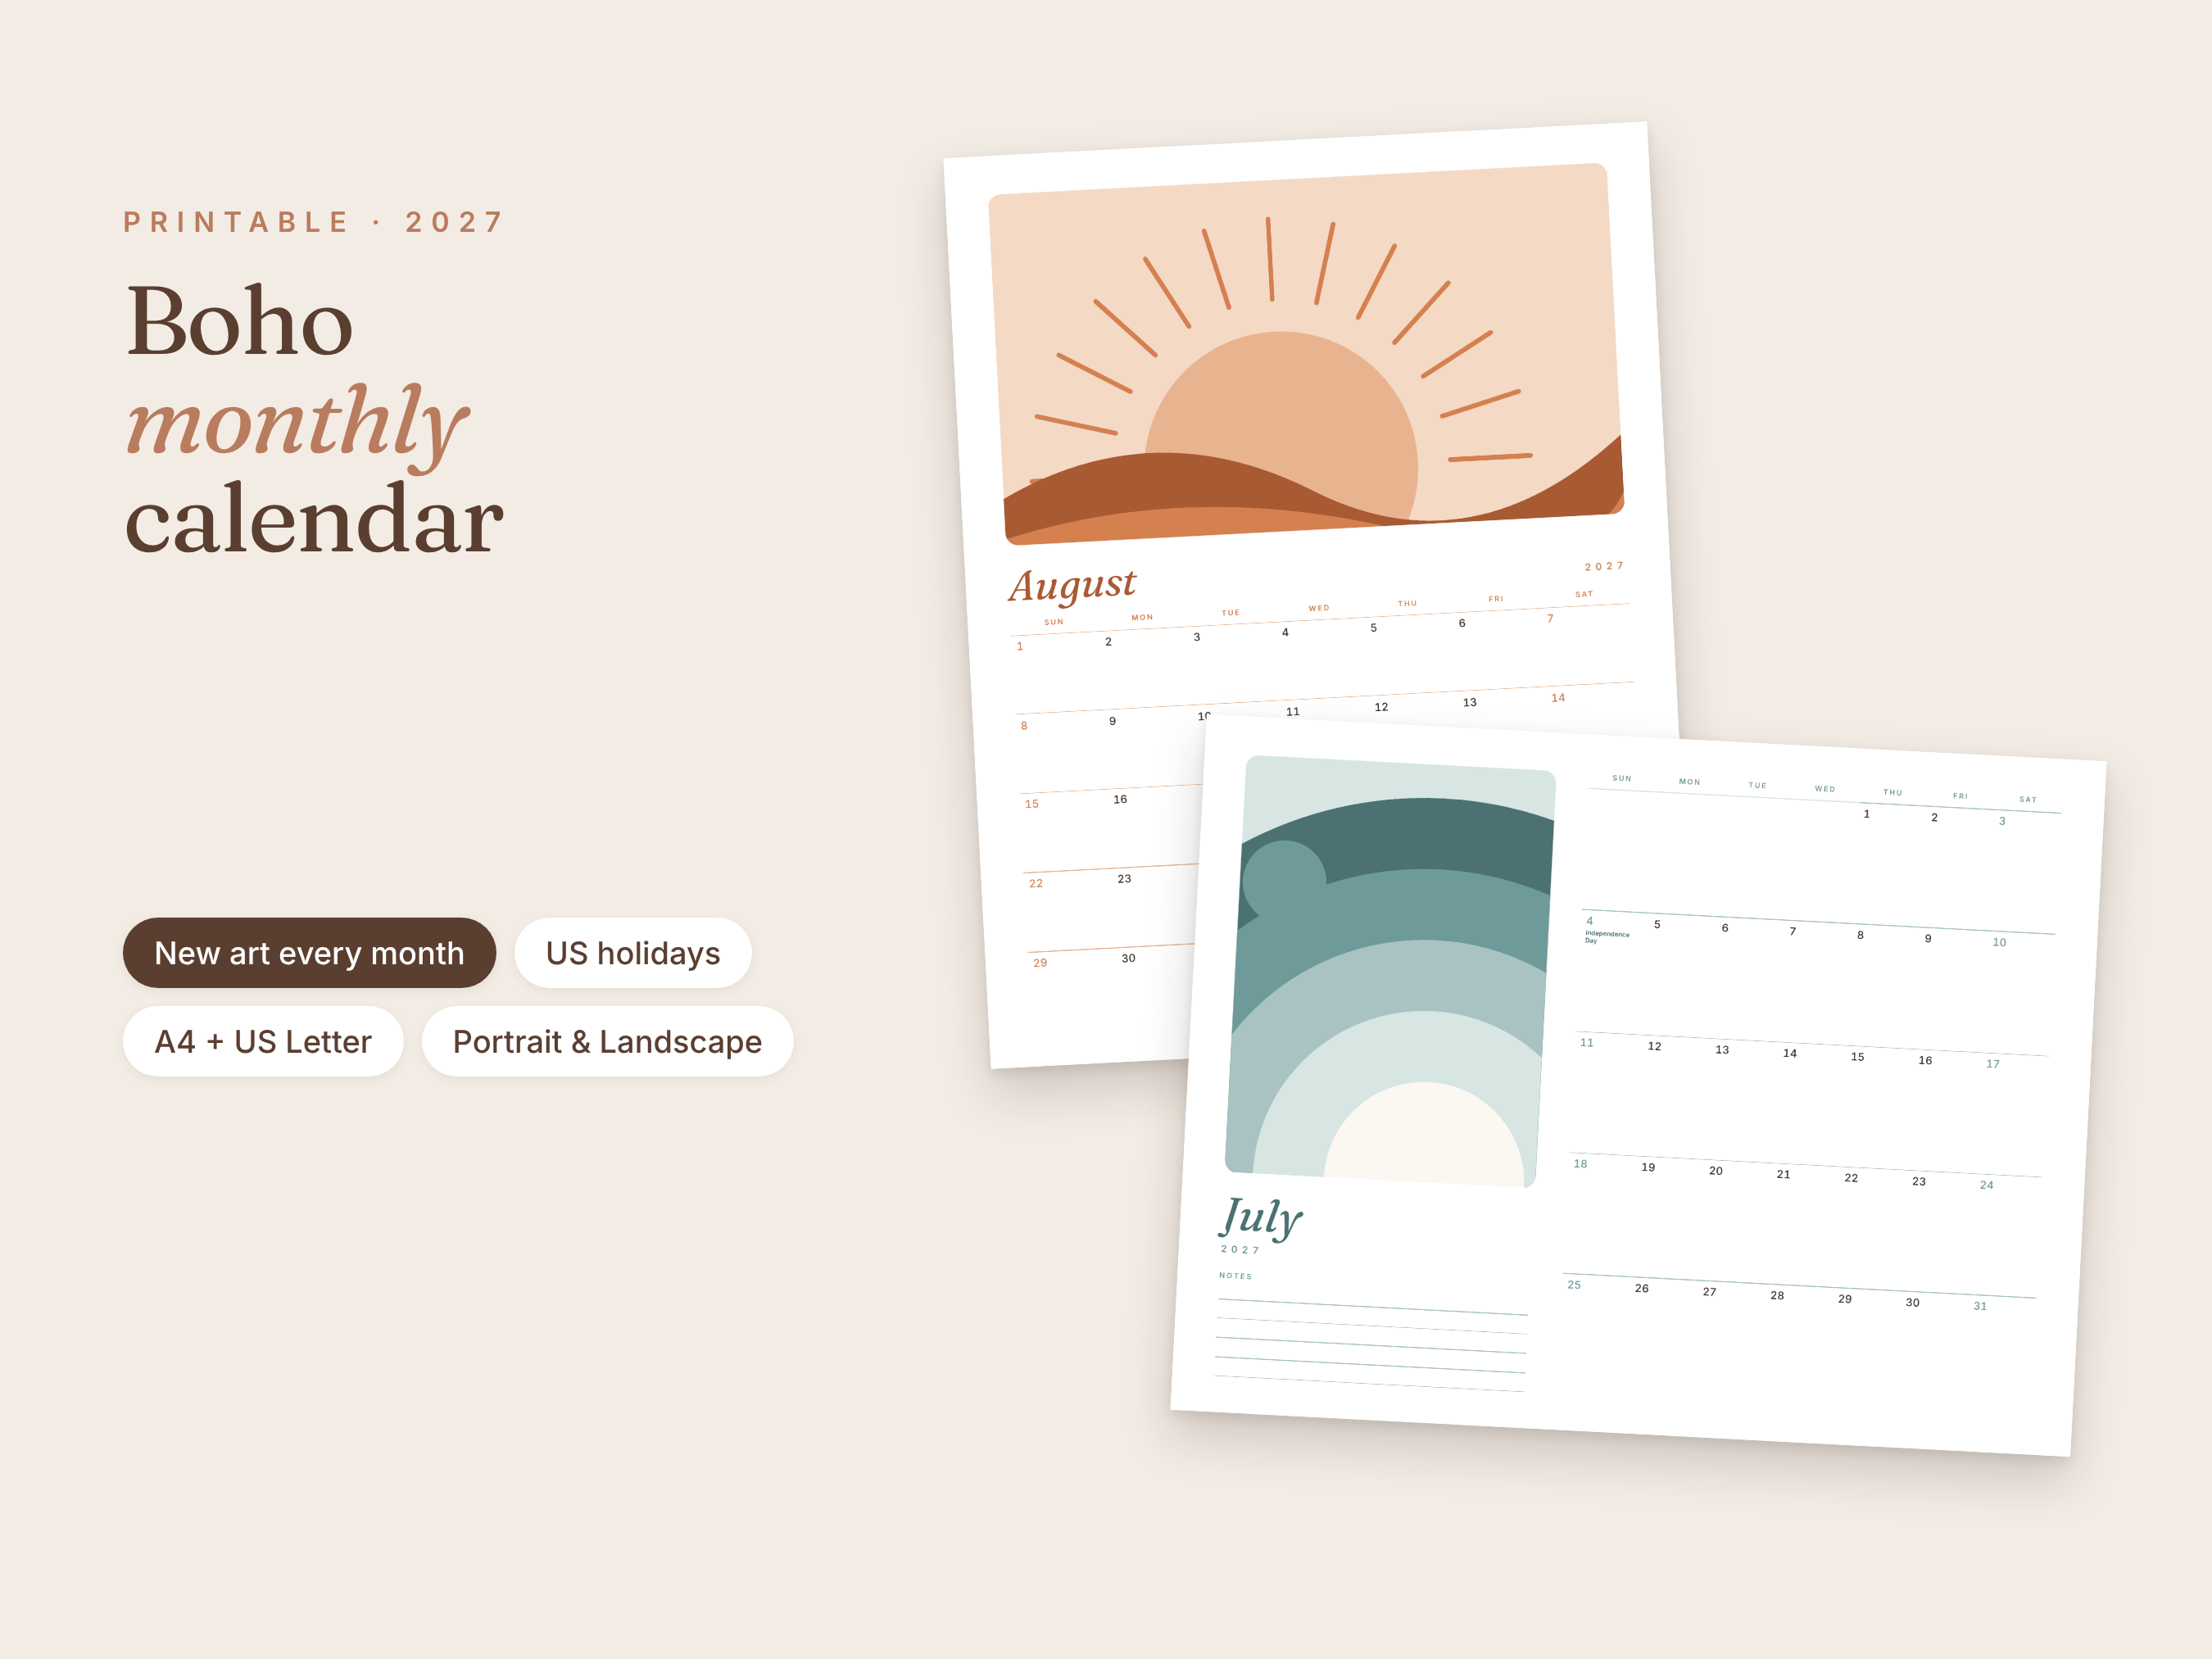 PRINTABLE · 2027
Boho
monthly
calendar
New art every month
US holidays
A4 + US Letter
Portrait & Landscape
August
2027
SUN MON TUE WED THU FRI SAT
1 2 3 4 5 6 7
8 9 10 11 12 13 14
15 16
22 23
29 30
SUN MON TUE WED THU FRI SAT
1 2 3
4 5 6 7 8 9 10
Independence
Day
11 12 13 14 15 16 17
18 19 20 21 22 23 24
25 26 27 28 29 30 31
July
2027
NOTES